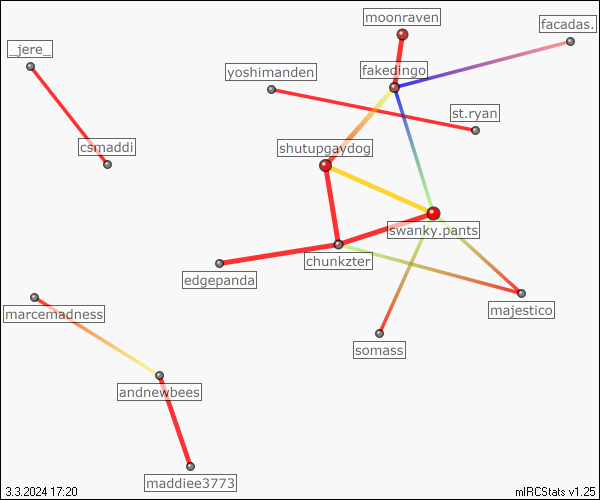 moonraven
facadas.
_jere_
yoshimanden
fakedingo
st.ryan
csmaddi
shutupgaydog
swanky.pants
chunkzter
edgepanda
marcemadness
majestico
somass
andnewbees
maddiee3773
3.3.2024 17:20
mIRCStats v1.25